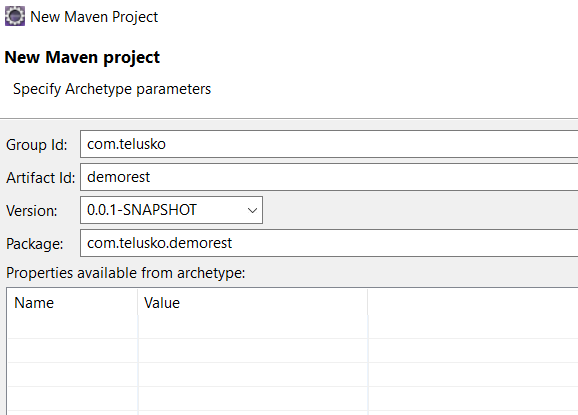 New Maven Project
New Maven project
Specify Archetype parameters
Group Id: com.telusko
Artifact Id: demorest
Version: 0.0.1-SNAPSHOT
Package: com.telusko.demorest
Properties available from archetype:
Name Value